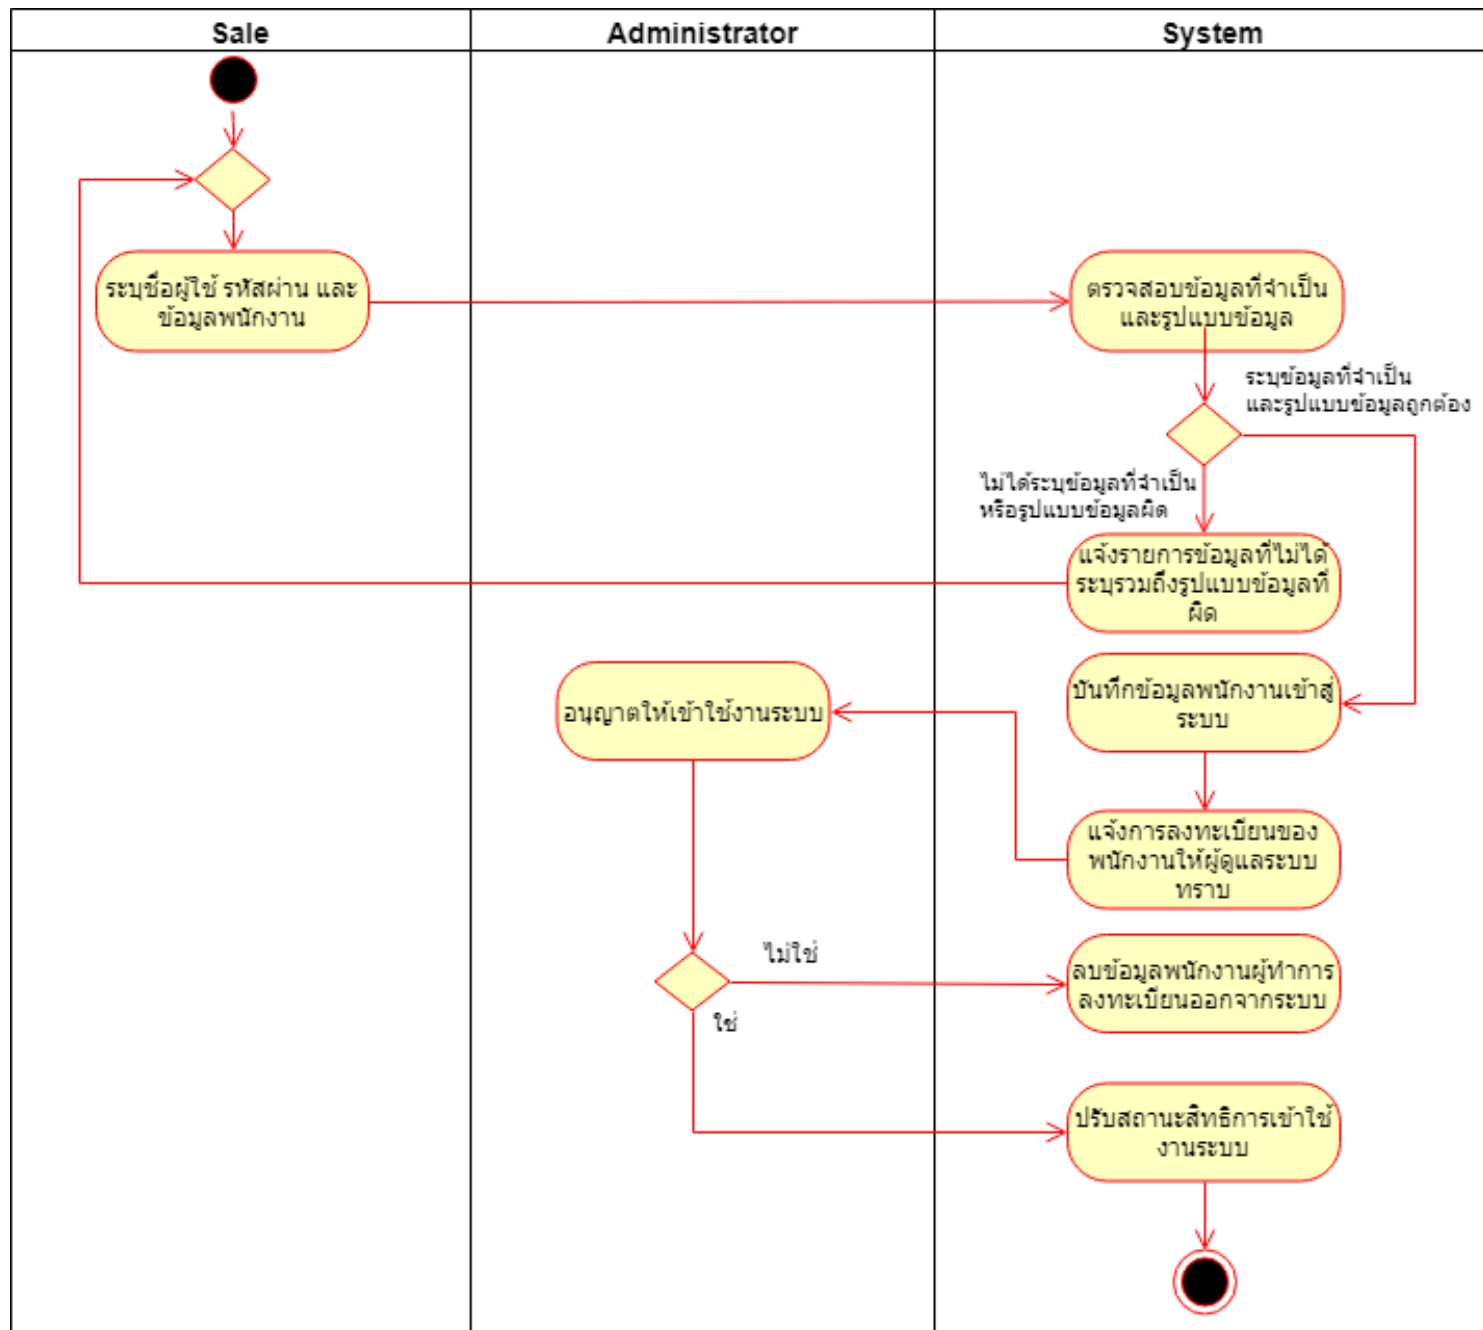 Sale
Administrator
System
ระบุชื่อผู้ใช้ รหัสผ่าน และ
ข้อมูลพนักงาน
ตรวจสอบข้อมูลที่จำเป็น
และรูปแบบข้อมูล
ระบุข้อมูลที่จำเป็น
และรูปแบบข้อมูลถูกต้อง
ไม่ได้ระบุข้อมูลที่จำเป็น
หรือรูปแบบข้อมูลผิด
แจ้งรายการข้อมูลที่ไม่ได้
ระบุรวมถึงรูปแบบข้อมูลที่
ผิด
บันทึกข้อมูลพนักงานเข้าสู่
ระบบ
อนุญาตให้เข้าใช้งานระบบ
แจ้งการลงทะเบียนของ
พนักงานให้ผู้ดูแลระบบ
ทราบ
ไม่ใช่
ลบข้อมูลพนักงานผู้ทำการ
ลงทะเบียนออกจากระบบ
ใช่
ปรับสถานะสิทธิการเข้าใช้
งานระบบ